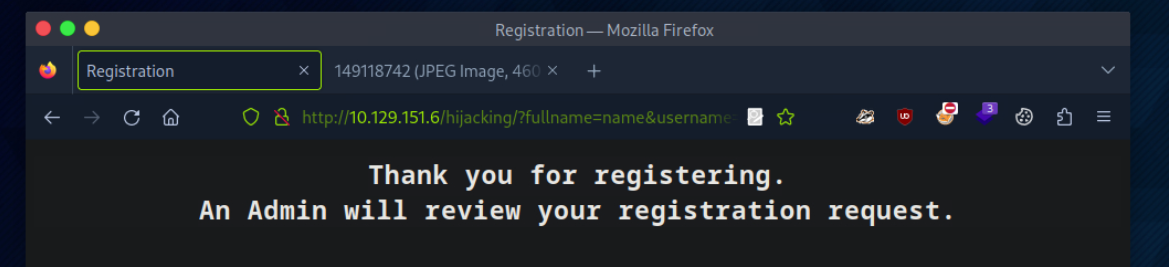 Registration — Mozilla Firefox
Registration × 149118742 (JPEG Image, 460 × +
http://10.129.151.6/hijacking/?fullname=name&username=
3
Thank you for registering.
An Admin will review your registration request.